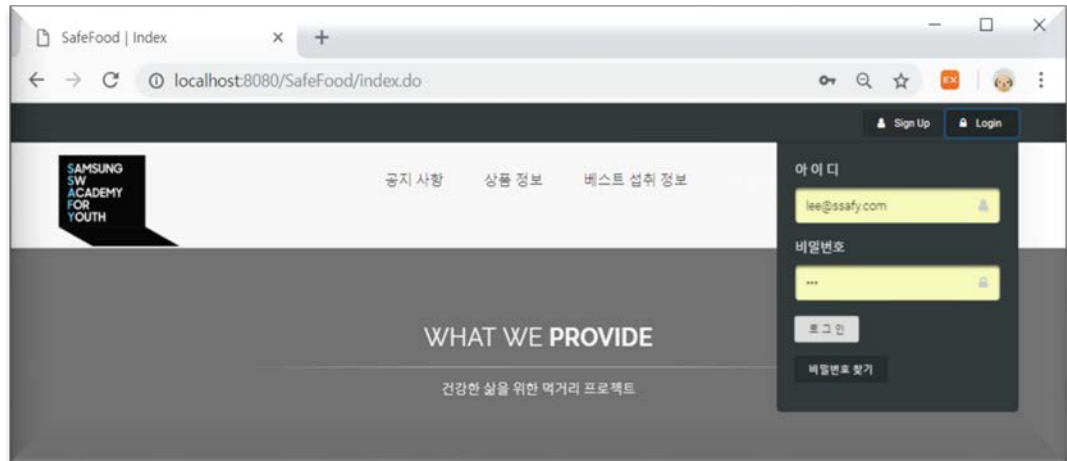 SafeFood | Index
localhost:8080/SafeFood/index.do
EX
Sign Up
Login
SAMSUNG
SW
ACADEMY
FOR
YOUTH
공지 사항
상품 정보
베스트 섭취 정보
아 이 디
lee@ssafy.com
비밀번호
로 그 인
비밀번호 찾기
WHAT WE PROVIDE
건강한 삶을 위한 먹거리 프로젝트